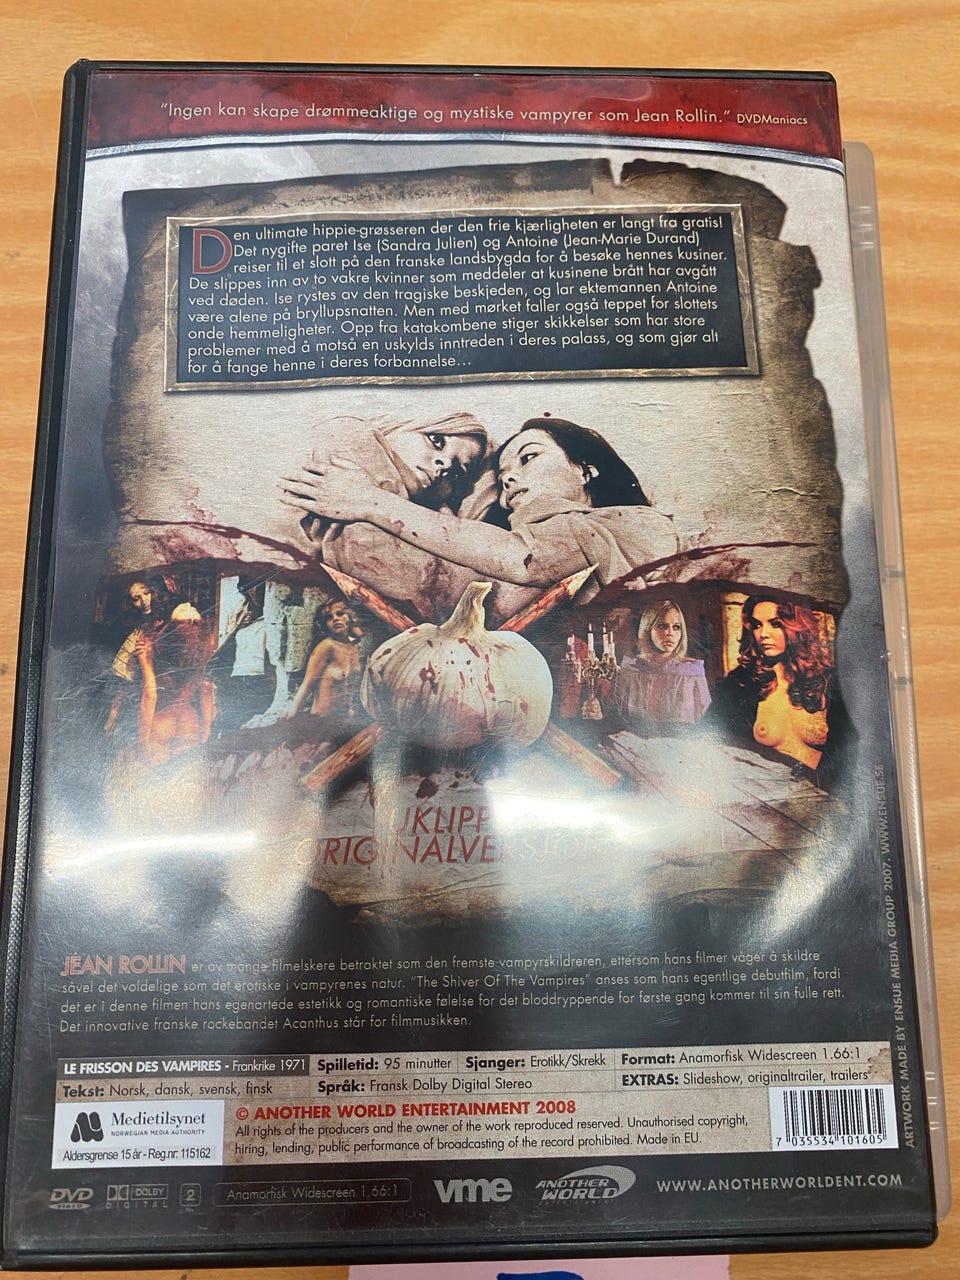 "Ingen kan skape drømmeaktige og mystiske vampyrer som Jean Rollin." DVDManiacs
Den ultimate hippie-grøsseren der den frie kjærligheten er langt fra gratis!
Det nygifte paret Ise (Sandra Julien) og Antoine (Jean-Marie Durand)
reiser til et slott på den franske landsbygda for å besøke hennes kusiner.
De slippes inn av to vakre kvinner som meddeler at kusinene brått har avgått
ved døden. Ise rystes av den tragiske beskjeden, og lar ektemannen Antoine
være alene på bryllupsnatten. Men med mørket faller også teppet for slottets
onde hemmeligheter. Opp fra katakombene stiger skikkelser som har store
problemer med å motså en uskylds inntreden i deres palass, og som gjør alt
for å fange henne i deres forbannelse...
UKLIPP
ORIGINALVERSJON
JEAN ROLLIN er av mange filmelskere betraktet som den fremste vampyrskildreren, ettersom hans filmer våger å skildre
såvel det voldelige som det erotiske i vampyrenes natur. "The Shiver Of The Vampires" anses som hans egentlige debutfilm, fordi
det er i denne filmen hans egenartede estetikk og romantiske følelse for det bloddryppende for første gang kommer til sin fulle rett.
Det innovative franske rockebandet Acanthus står for filmmusikken.
LE FRISSON DES VAMPIRES - Frankrike 1971 Spilletid: 95 minutter Sjanger: Erotikk/Skrekk Format: Anamorfisk Widescreen 1.66:1
Tekst: Norsk, dansk, svensk, finsk Språk: Fransk Dolby Digital Stereo EXTRAS: Slideshow, originaltrailer, trailers
Medietilsynet
NORWEGIAN MEDIA AUTHORITY
Aldersgrense 15 år - Reg.nr: 115162
© ANOTHER WORLD ENTERTAINMENT 2008
All rights of the producers and the owner of the work reproduced reserved. Unauthorised copyright,
hiring, lending, public performance of broadcasting of the record prohibited. Made in EU.
7 035534 101605
ARTWORK MADE BY ENSUE MEDIA GROUP 2007. WWW.ENSUE.SE
DVD VIDEO DOLBY DIGITAL 2 Anamorfisk Widescreen 1.66:1 vme ANOTHER WORLD WWW.ANOTHERWORLDENT.COM